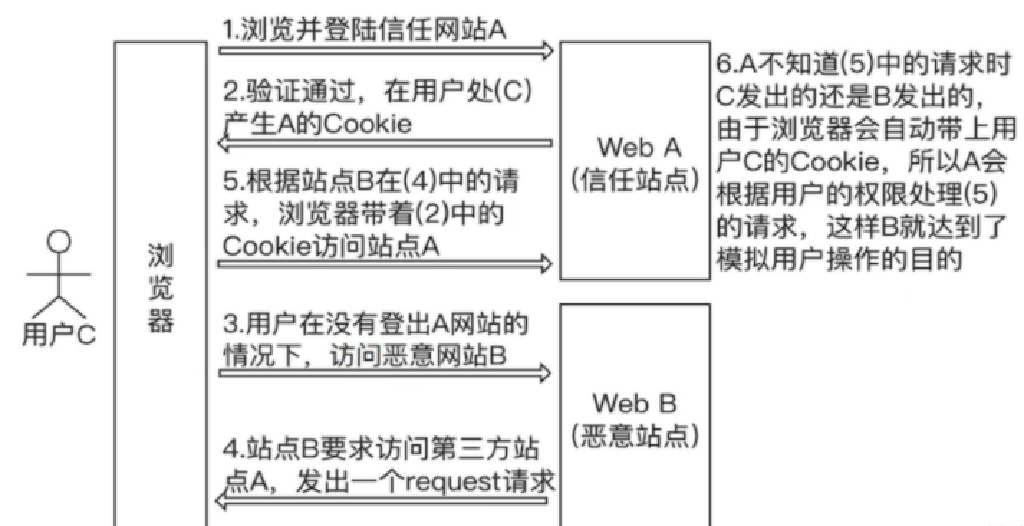 1.浏览并登陆信任网站A
2.验证通过，在用户处(C)
产生A的Cookie
5.根据站点B在(4)中的请
求，浏览器带着(2)中的
Cookie访问站点A
3.用户在没有登出A网站的
情况下，访问恶意网站B
4.站点B要求访问第三方站
点A，发出一个request请求
用户C
浏
览
器
Web A
(信任站点)
Web B
(恶意站点)
6.A不知道(5)中的请求时
C发出的还是B发出的，
由于浏览器会自动带上用
户C的Cookie，所以A会
根据用户的权限处理(5)
的请求，这样B就达到了
模拟用户操作的目的